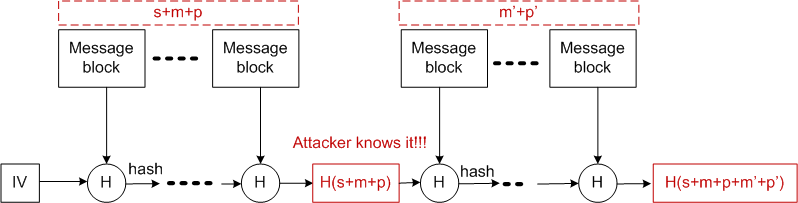 s+m+p
m’+p’
Message
block
Message
block
Message
block
Message
block
Attacker knows it!!!
IV
H
hash
H
H(s+m+p)
H
hash
H
H(s+m+p+m’+p’)